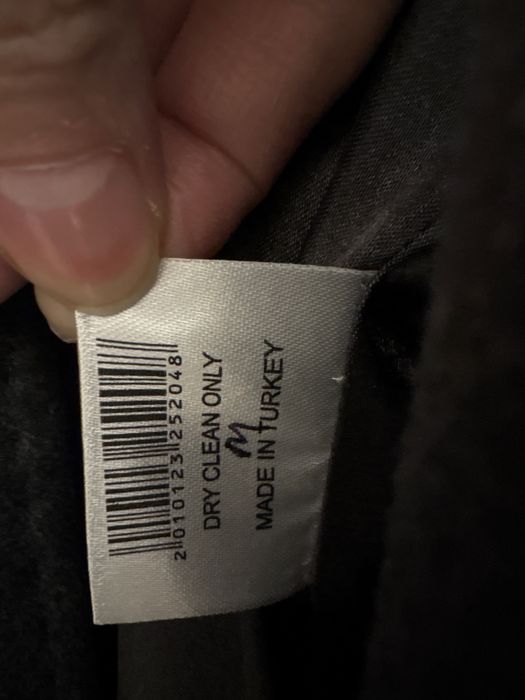 2010123252048
DRY CLEAN ONLY
M
MADE IN TURKEY